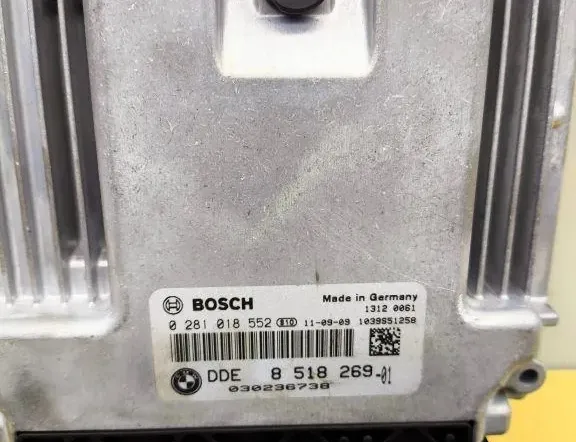 BOSCH Made in Germany
1312 0061
0 281 018 552 B10 11-09-09 1039S51258
DDE 8 518 269-01
030236738